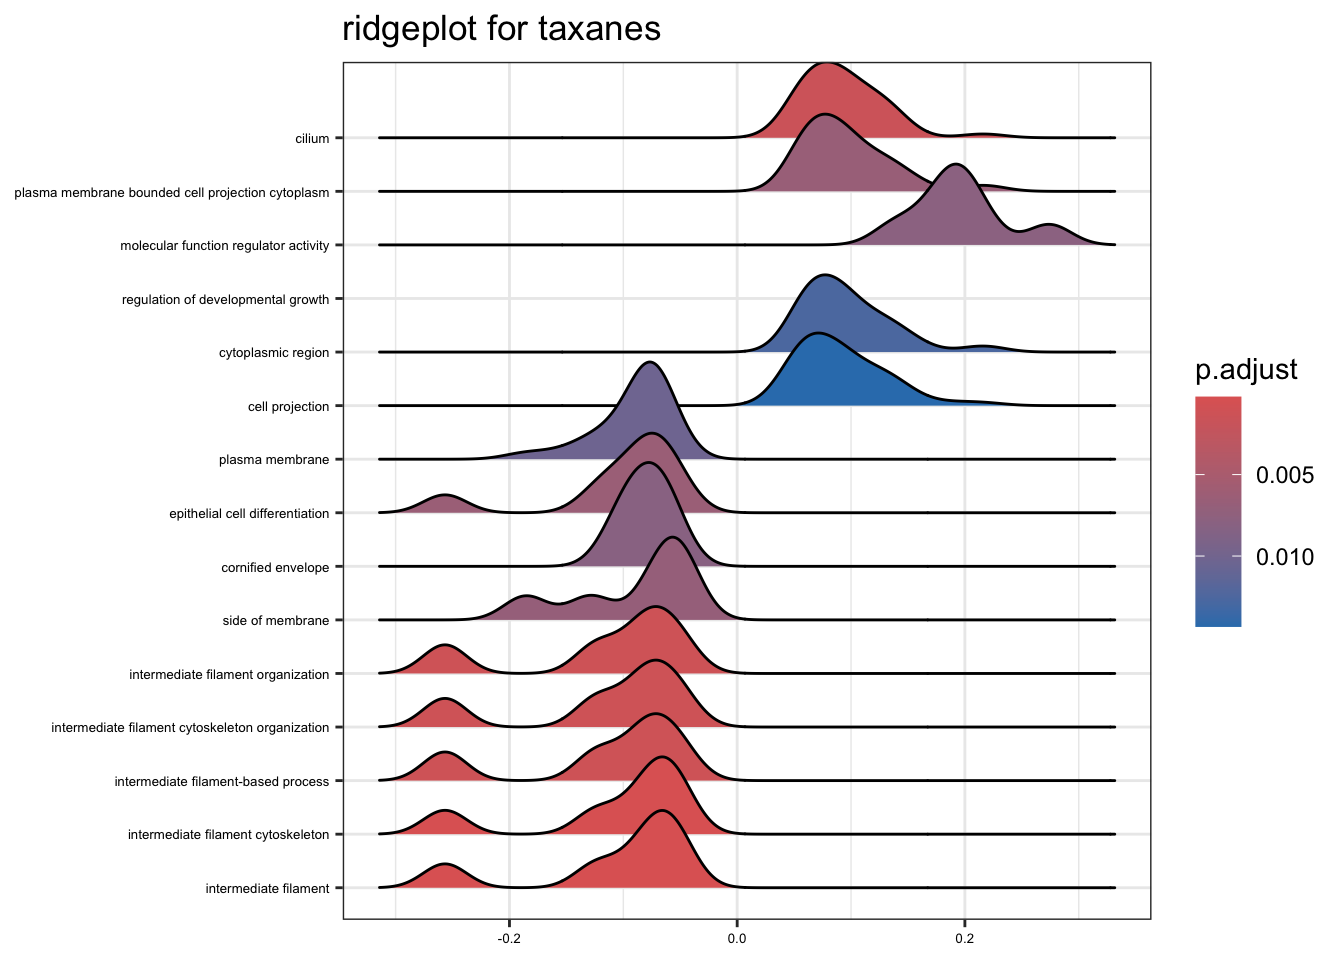 ridgeplot for taxanes
cilium
plasma membrane bounded cell projection cytoplasm
molecular function regulator activity
regulation of developmental growth
cytoplasmic region
cell projection
plasma membrane
epithelial cell differentiation
cornified envelope
side of membrane
intermediate filament organization
intermediate filament cytoskeleton organization
intermediate filament-based process
intermediate filament cytoskeleton
intermediate filament
-0.2
0.0
0.2
p.adjust
0.005
0.010